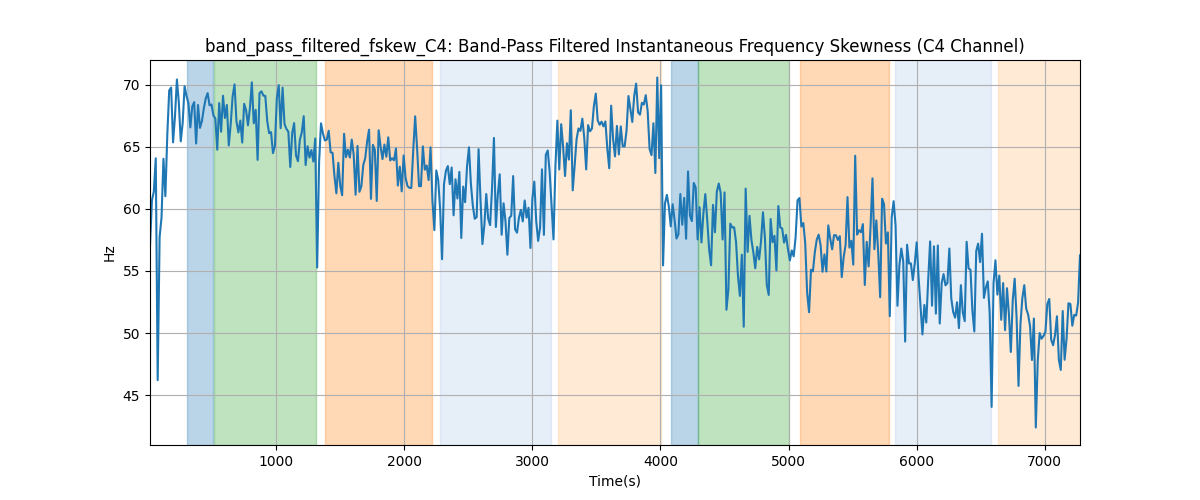 band_pass_filtered_fskew_C4: Band-Pass Filtered Instantaneous Frequency Skewness (C4 Channel)
70
65
60
55
50
45
Hz
1000 2000 3000 4000 5000 6000 7000
Time(s)